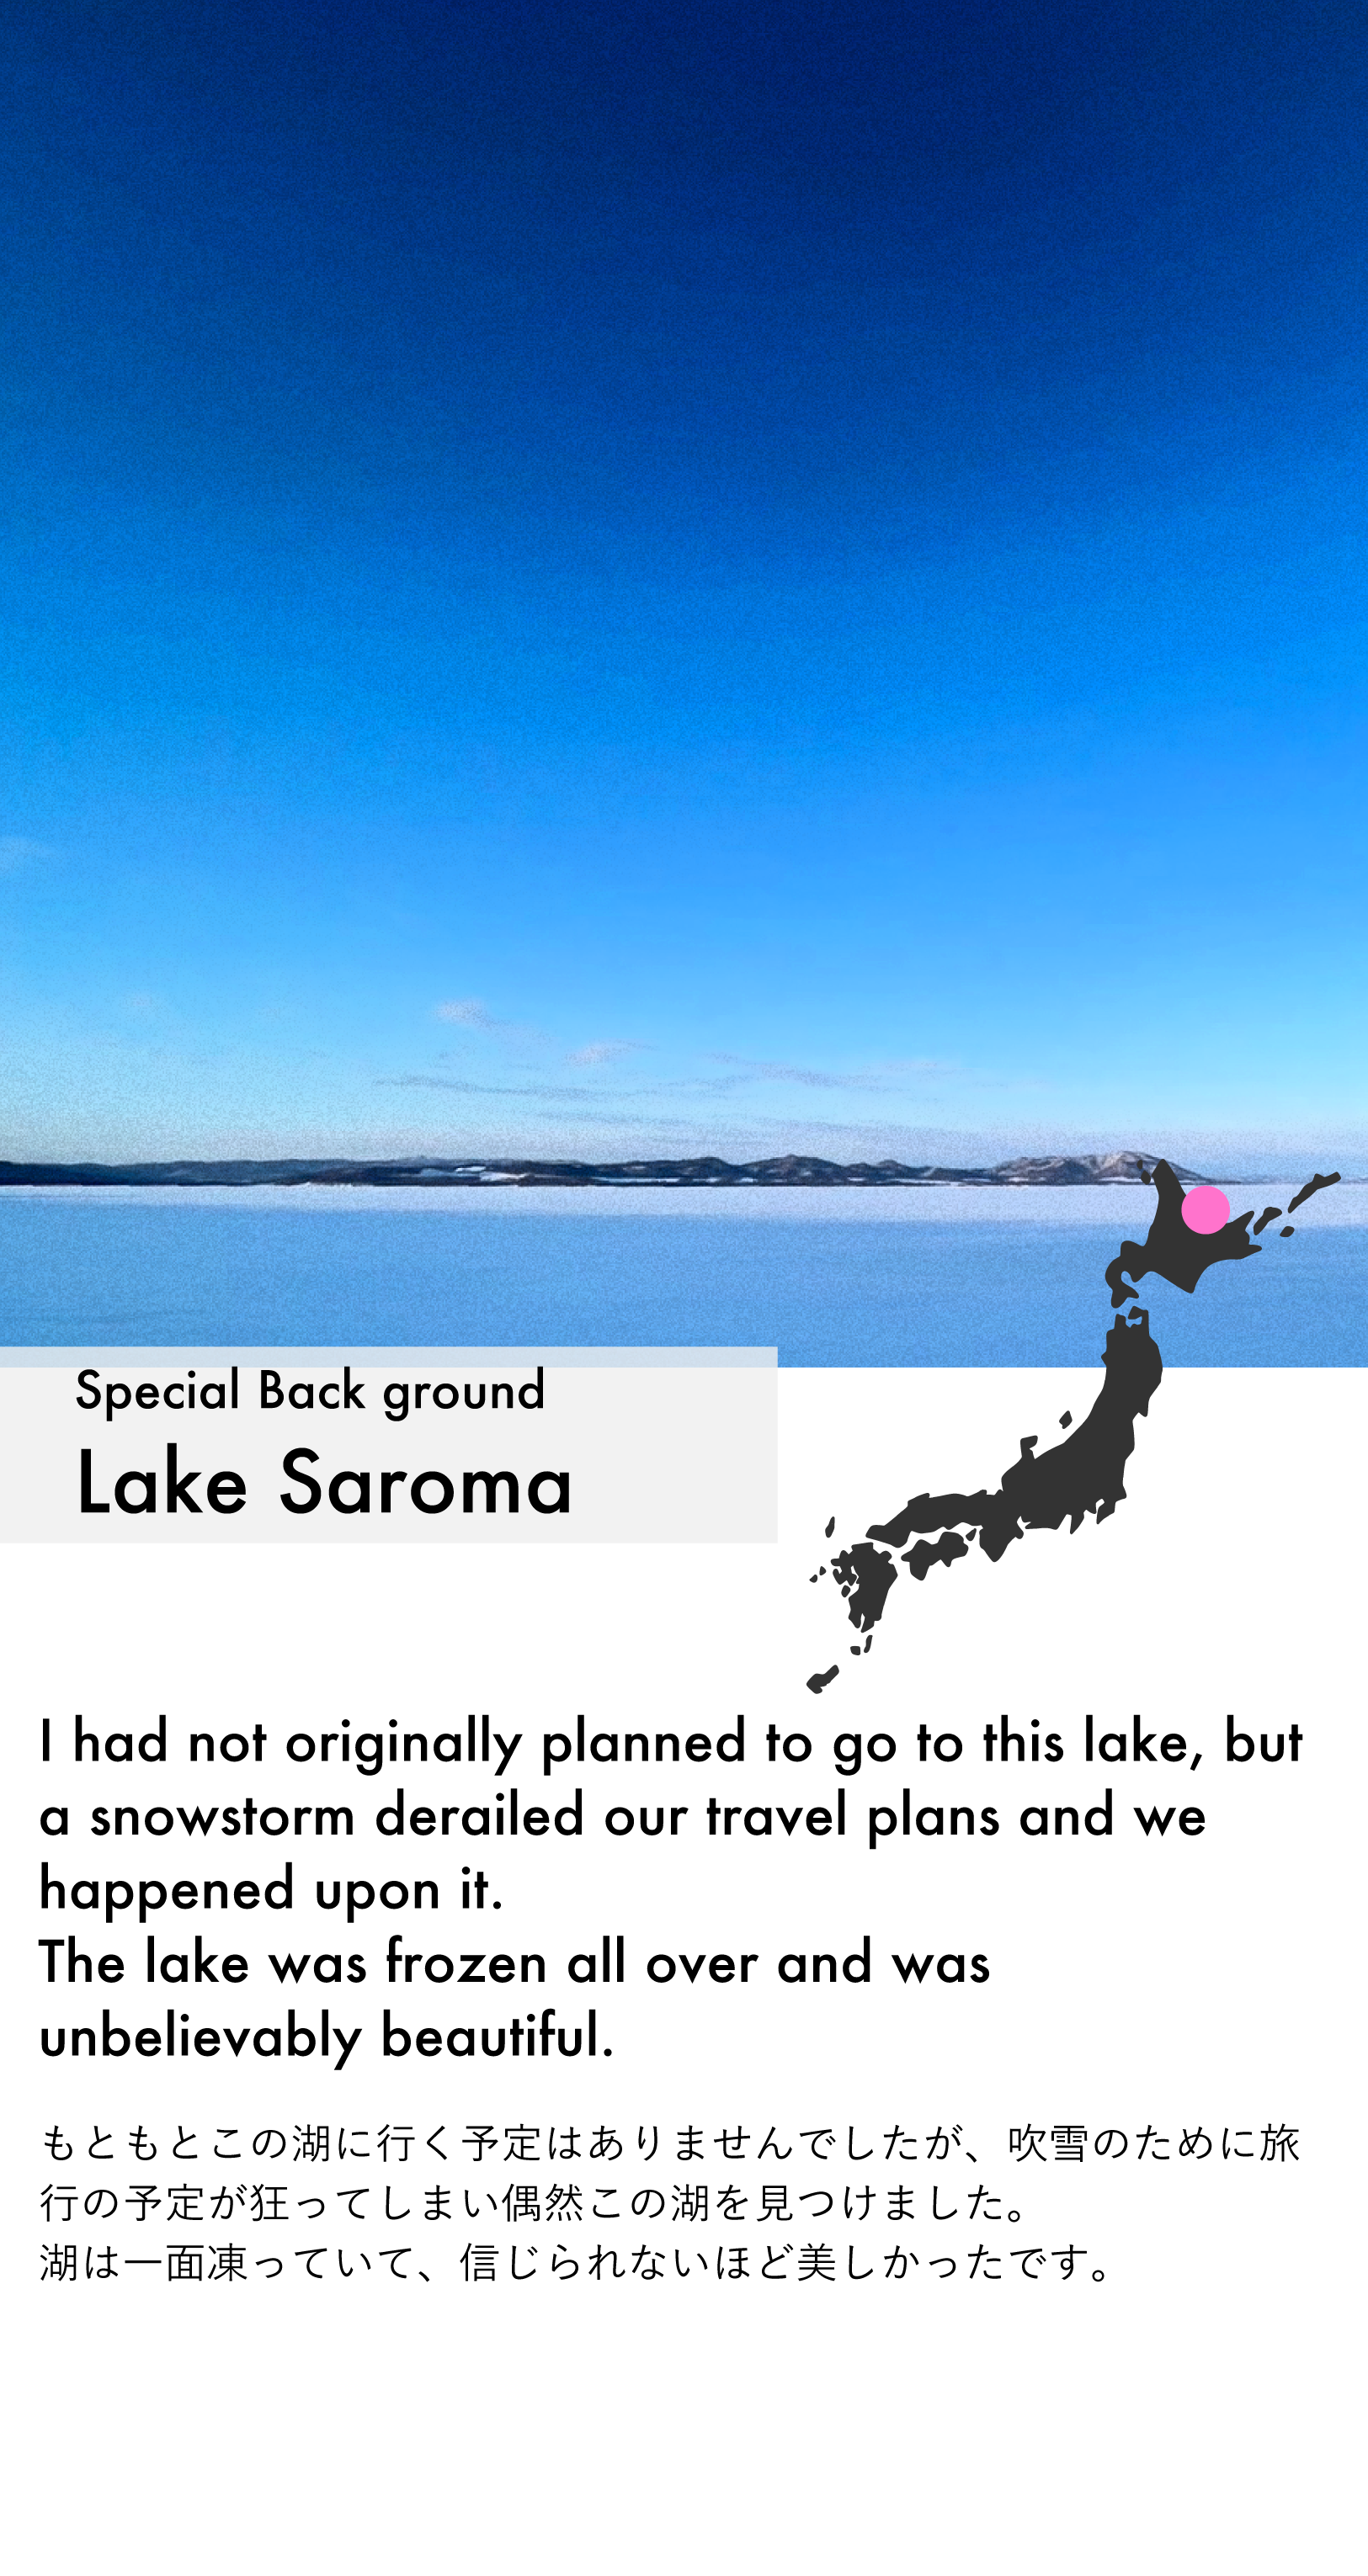 Special Back ground
Lake Saroma
I had not originally planned to go to this lake, but
a snowstorm derailed our travel plans and we
happened upon it.
The lake was frozen all over and was
unbelievably beautiful.
もともとこの湖に行く予定はありませんでしたが、吹雪のために旅
行の予定が狂ってしまい偶然この湖を見つけました。
湖は一面凍っていて、信じられないほど美しかったです。